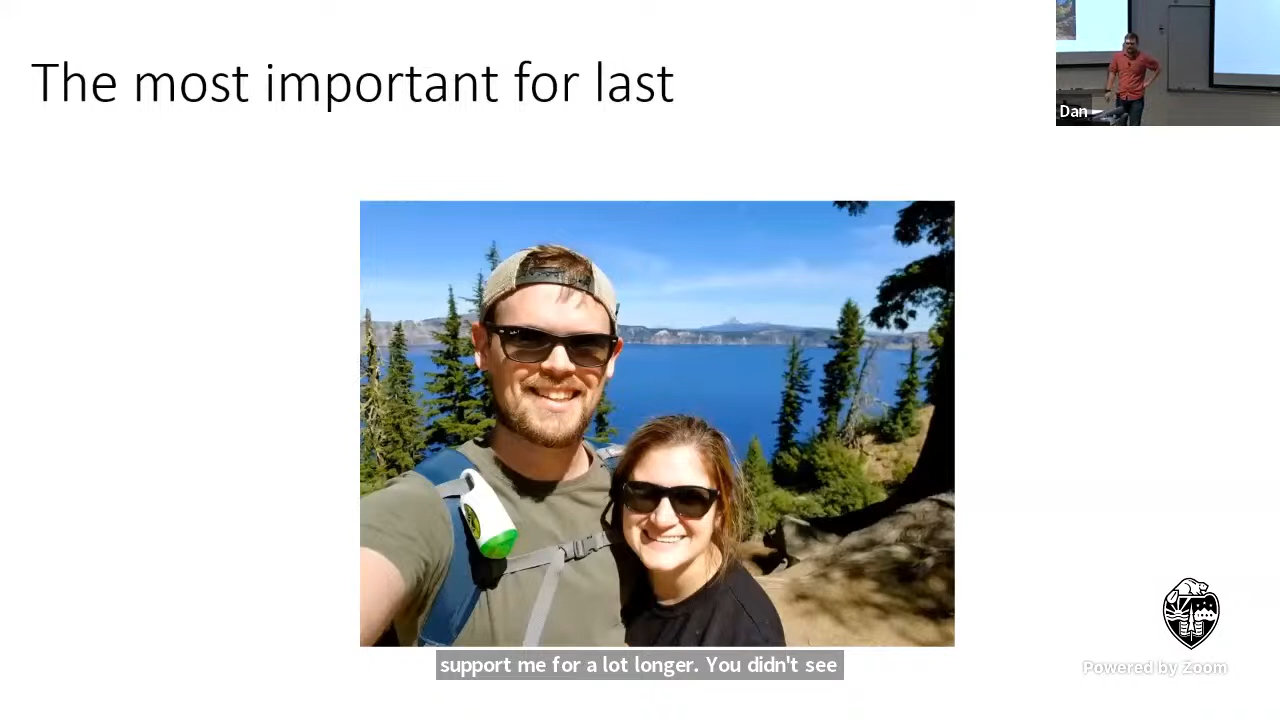 The most important for last
Dan
support me for a lot longer. You didn't see
Powered by Zoom